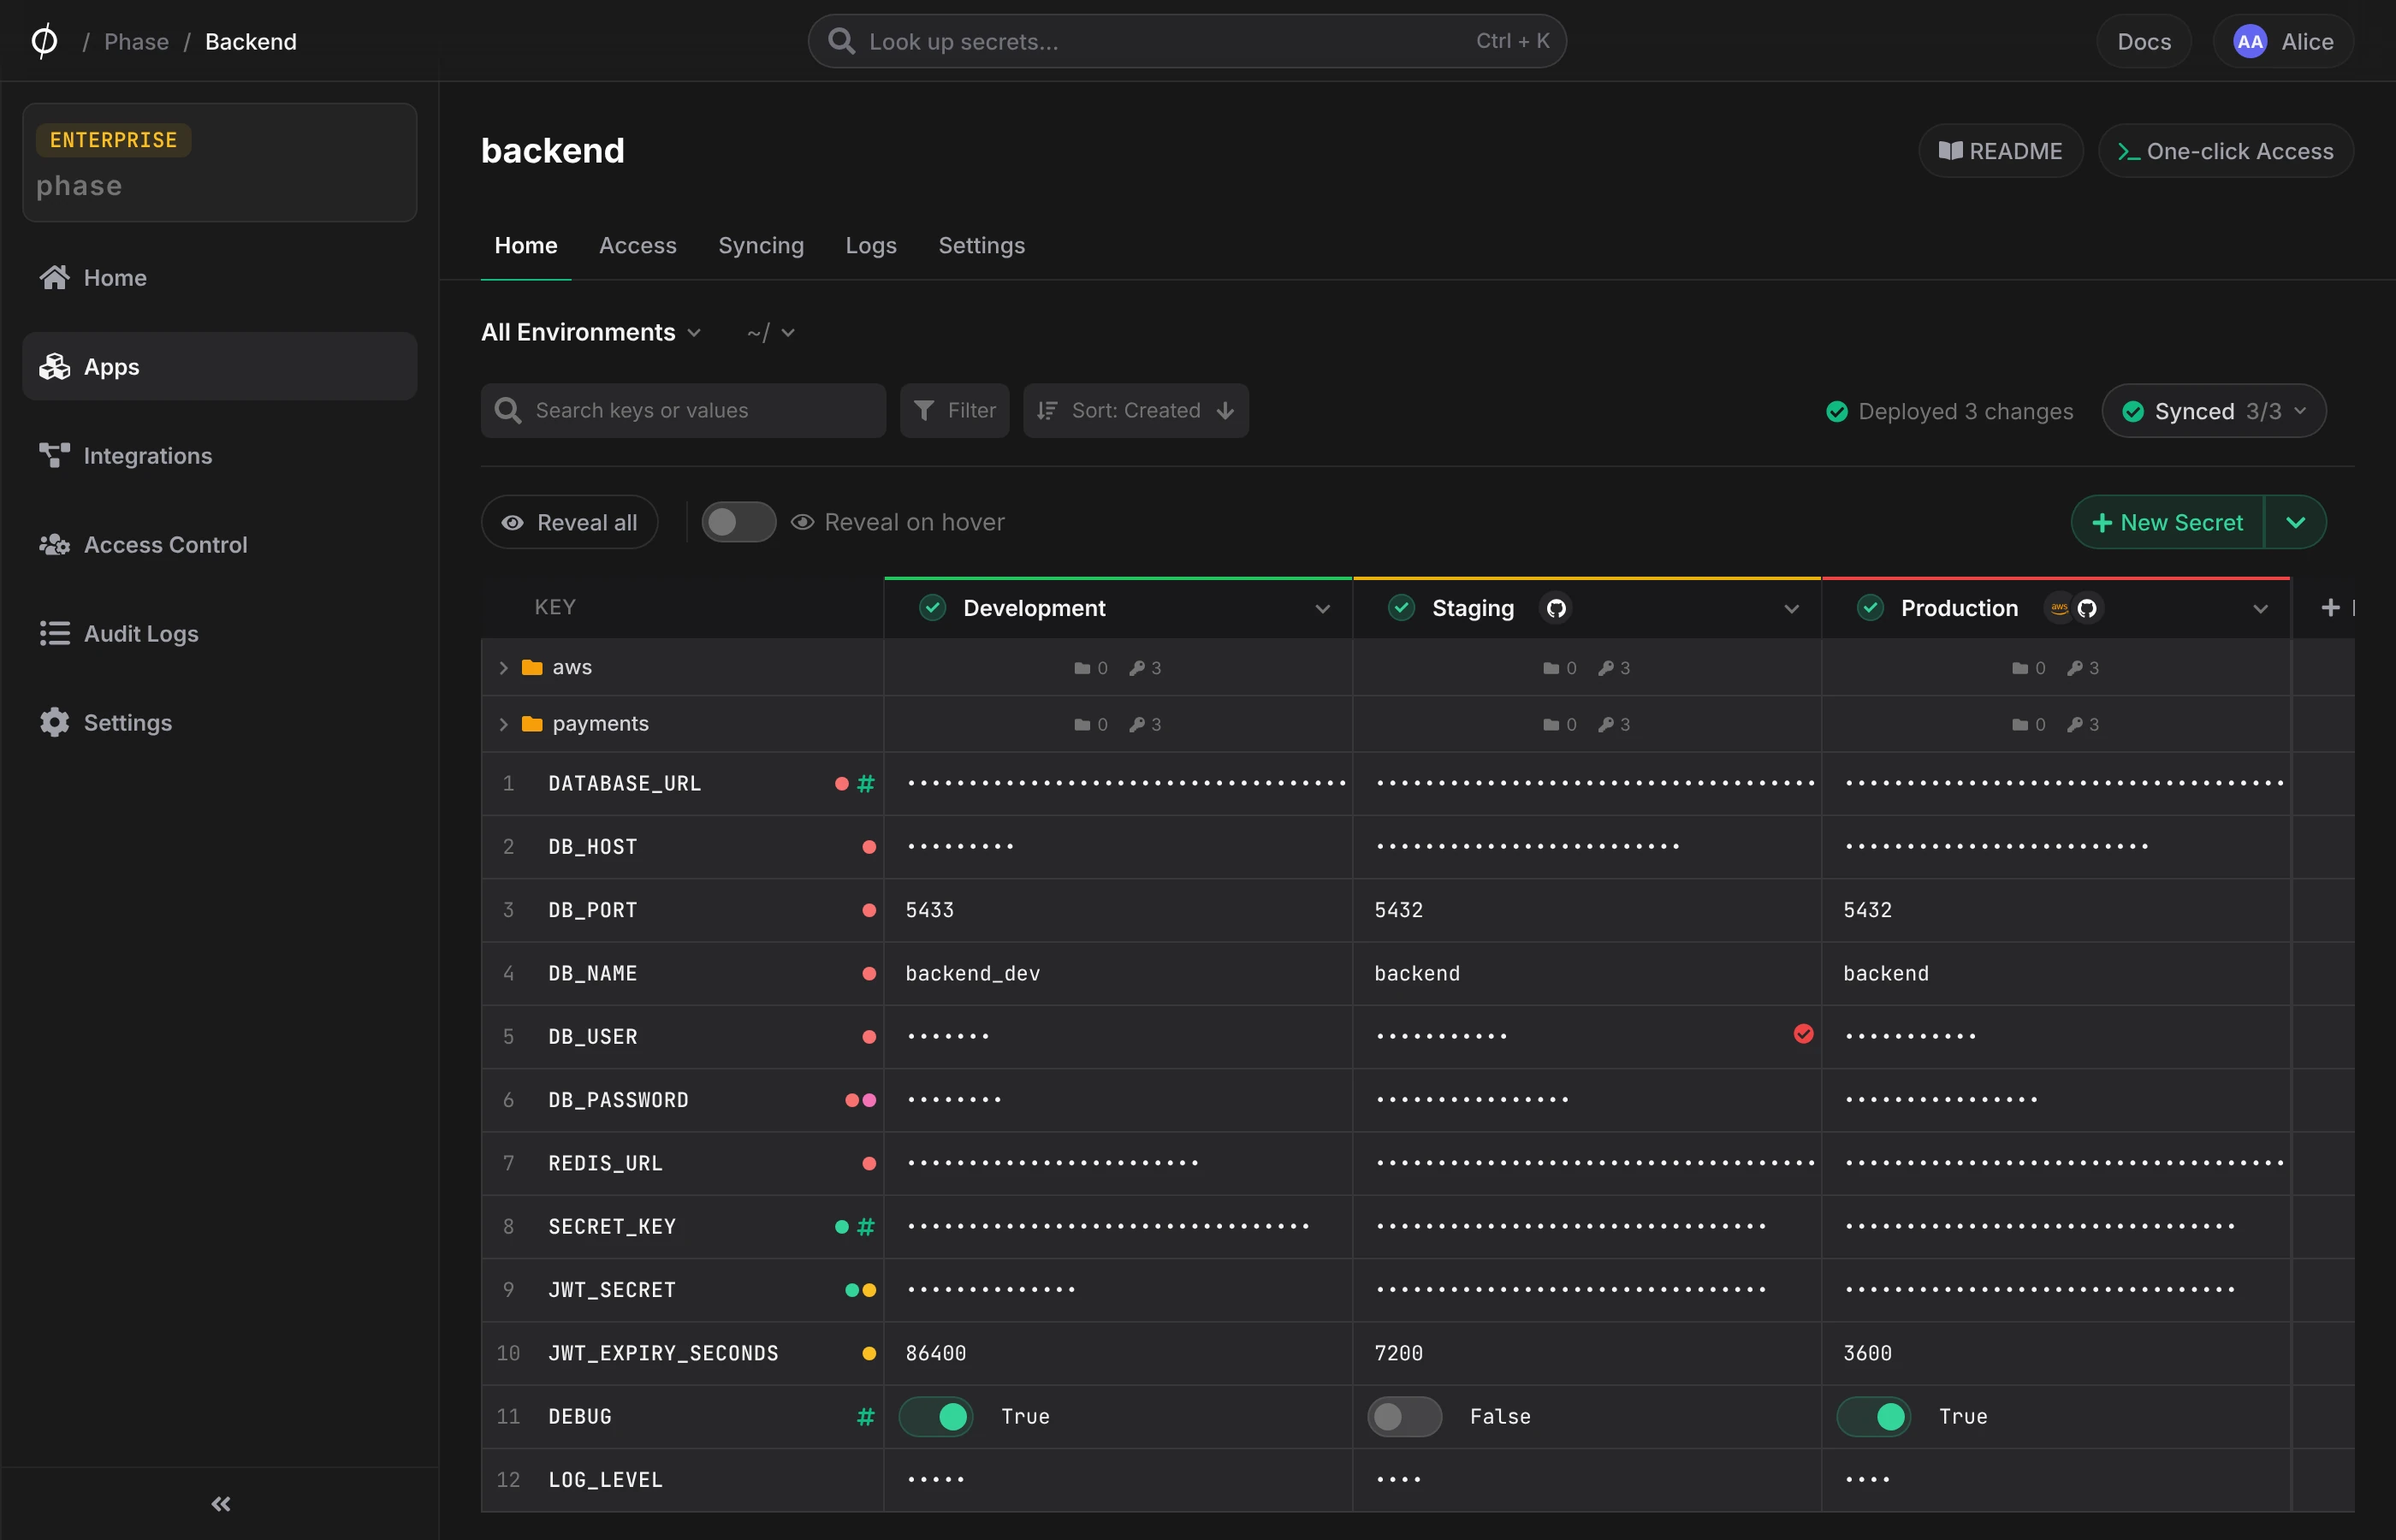 / Phase / Backend
Look up secrets... Ctrl + K
Docs
AA Alice
ENTERPRISE
phase
Home
Apps
Integrations
Access Control
Audit Logs
Settings
backend
README
One-click Access
Home Access Syncing Logs Settings
All Environments ~/
Search keys or values
Filter
Sort: Created
Deployed 3 changes
Synced 3/3
Reveal all
Reveal on hover
New Secret
KEY Development Staging Production aws
aws 0 3 0 3 0 3
payments 0 3 0 3 0 3
1 DATABASE_URL # •••••••••••••••••••••••••••••••••••• •••••••••••••••••••••••••••••••••••• ••••••••••••••••••••••••••••••••••••
2 DB_HOST ••••••••• ••••••••••••••••••••••••• •••••••••••••••••••••••••
3 DB_PORT 5433 5432 5432
4 DB_NAME backend_dev backend backend
5 DB_USER ••••••• ••••••••••• •••••••••••
6 DB_PASSWORD •••••••• •••••••••••••••• ••••••••••••••••
7 REDIS_URL •••••••••••••••••••••••• •••••••••••••••••••••••••••••••••••• ••••••••••••••••••••••••••••••••••••
8 SECRET_KEY # ••••••••••••••••••••••••••••••••• •••••••••••••••••••••••••••••••• ••••••••••••••••••••••••••••••••
9 JWT_SECRET •••••••••••••• •••••••••••••••••••••••••••••••• ••••••••••••••••••••••••••••••••
10 JWT_EXPIRY_SECONDS 86400 7200 3600
11 DEBUG # True False True
12 LOG_LEVEL ••••• •••• ••••